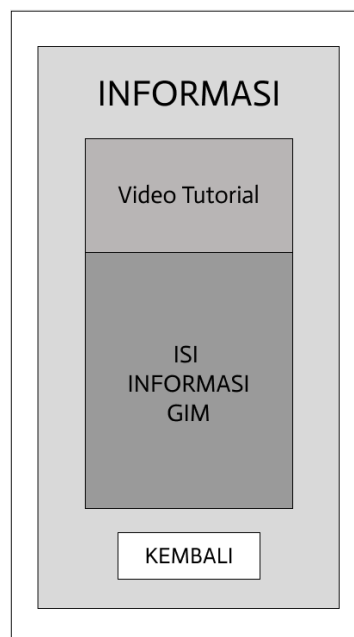 INFORMASI
Video Tutorial
ISI
INFORMASI
GIM
KEMBALI